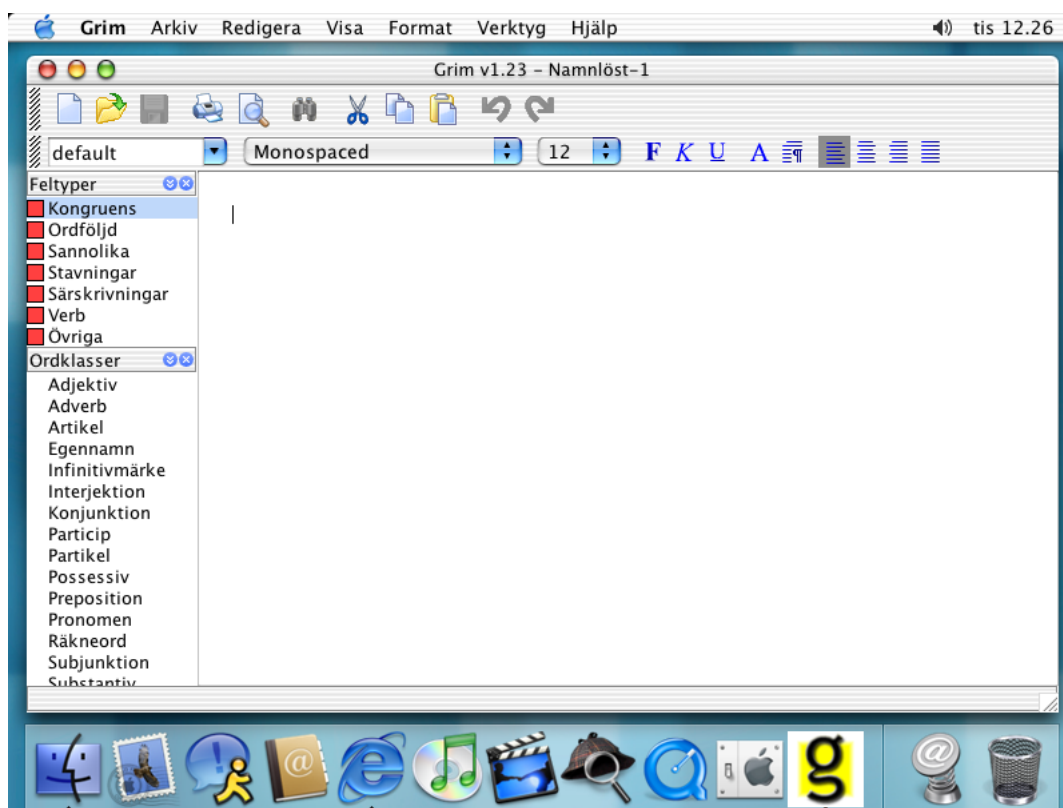 Grim Arkiv Redigera Visa Format Verktyg Hjälp tis 12.26
Grim v1.23 – Namnlöst-1
default Monospaced 12 F K U A
Feltyper
Kongruens
Ordföljd
Sannolika
Stavningar
Särskrivningar
Verb
Övriga
Ordklasser
Adjektiv
Adverb
Artikel
Egennamn
Infinitivmärke
Interjektion
Konjunktion
Particip
Partikel
Possessiv
Preposition
Pronomen
Räkneord
Subjunktion
Substantiv
@ @
g